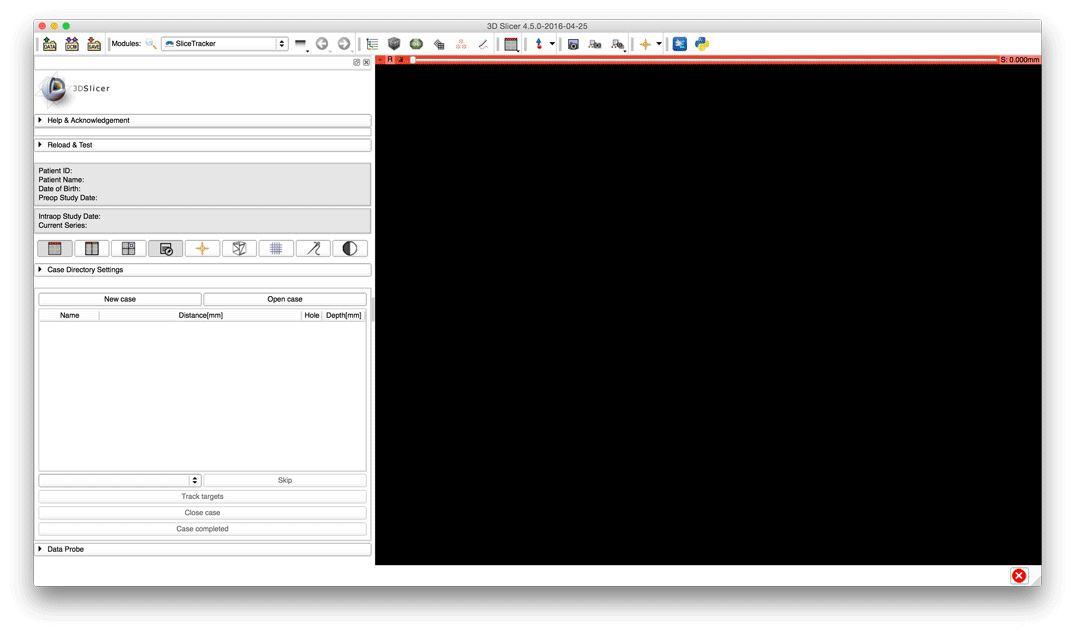 3D Slicer 4.5.0-2016-04-25
DATA DCM SAVE Modules: SliceTracker
R S: 0.000mm
3DSlicer
Help & Acknowledgement
Reload & Test
Patient ID:
Patient Name:
Date of Birth:
Preop Study Date:
Intraop Study Date:
Current Series:
Case Directory Settings
New case Open case
Name Distance[mm] Hole Depth[mm]
Skip
Track targets
Close case
Case completed
Data Probe